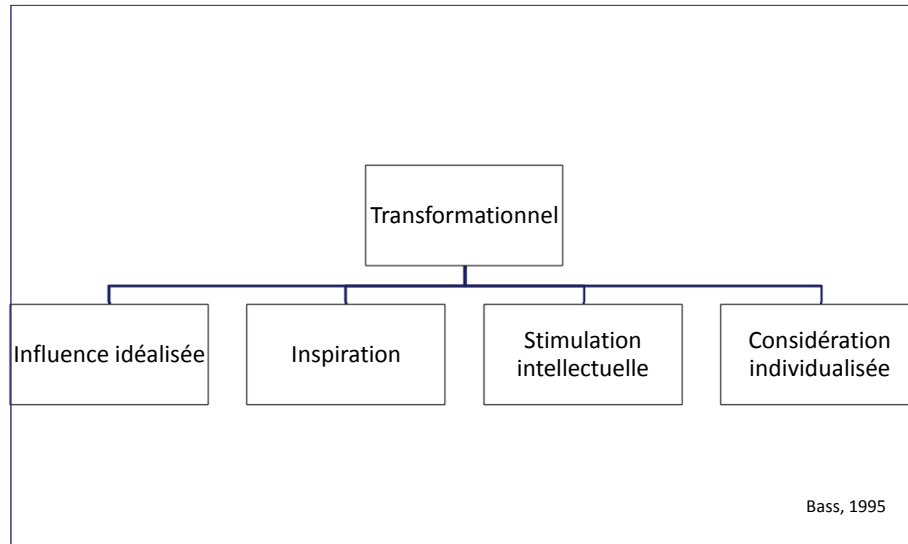 Transformationnel
Influence idéalisée
Inspiration
Stimulation
intellectuelle
Considération
individualisée
Bass, 1995